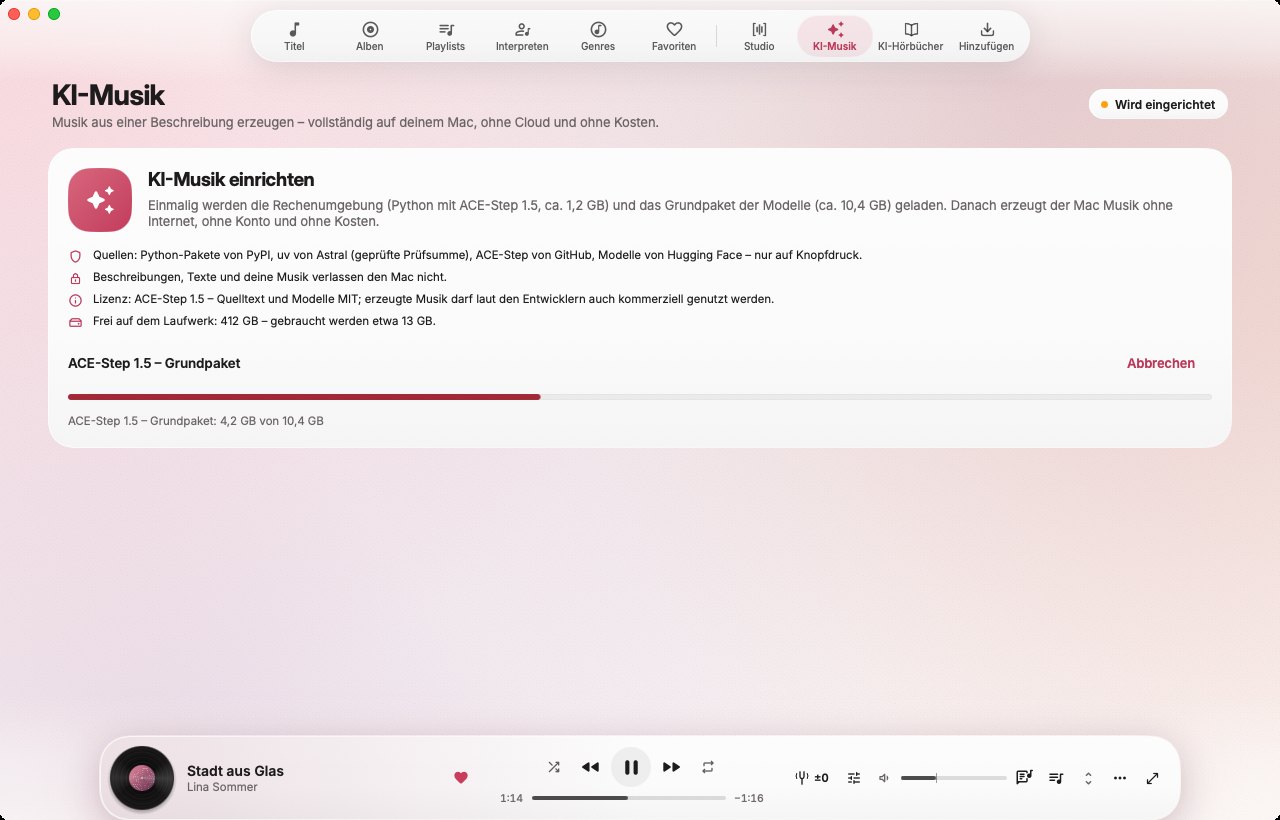 Titel
Alben
Playlists
Interpreten
Genres
Favoriten
Studio
KI-Musik
KI-Hörbücher
Hinzufügen
KI-Musik
Musik aus einer Beschreibung erzeugen – vollständig auf deinem Mac, ohne Cloud und ohne Kosten.
Wird eingerichtet
KI-Musik einrichten
Einmalig werden die Rechenumgebung (Python mit ACE-Step 1.5, ca. 1,2 GB) und das Grundpaket der Modelle (ca. 10,4 GB) geladen. Danach erzeugt der Mac Musik ohne
Internet, ohne Konto und ohne Kosten.
Quellen: Python-Pakete von PyPI, uv von Astral (geprüfte Prüfsumme), ACE-Step von GitHub, Modelle von Hugging Face – nur auf Knopfdruck.
Beschreibungen, Texte und deine Musik verlassen den Mac nicht.
Lizenz: ACE-Step 1.5 – Quelltext und Modelle MIT; erzeugte Musik darf laut den Entwicklern auch kommerziell genutzt werden.
Frei auf dem Laufwerk: 412 GB – gebraucht werden etwa 13 GB.
ACE-Step 1.5 – Grundpaket
Abbrechen
ACE-Step 1.5 – Grundpaket: 4,2 GB von 10,4 GB
Stadt aus Glas
Lina Sommer
1:14
−1:16
±0